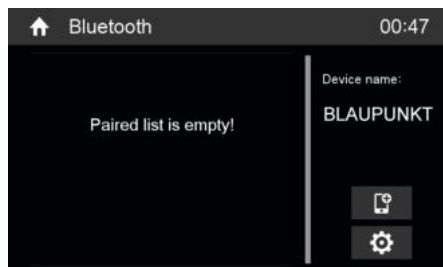 Bluetooth 00:47
Paired list is empty!
Device name:
BLAUPUNKT